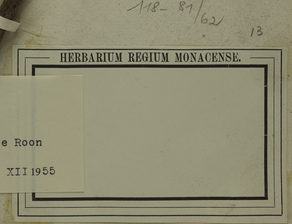 118-81/62
13
HERBARIUM REGIUM MONACENSE.
e Roon
XII 1955